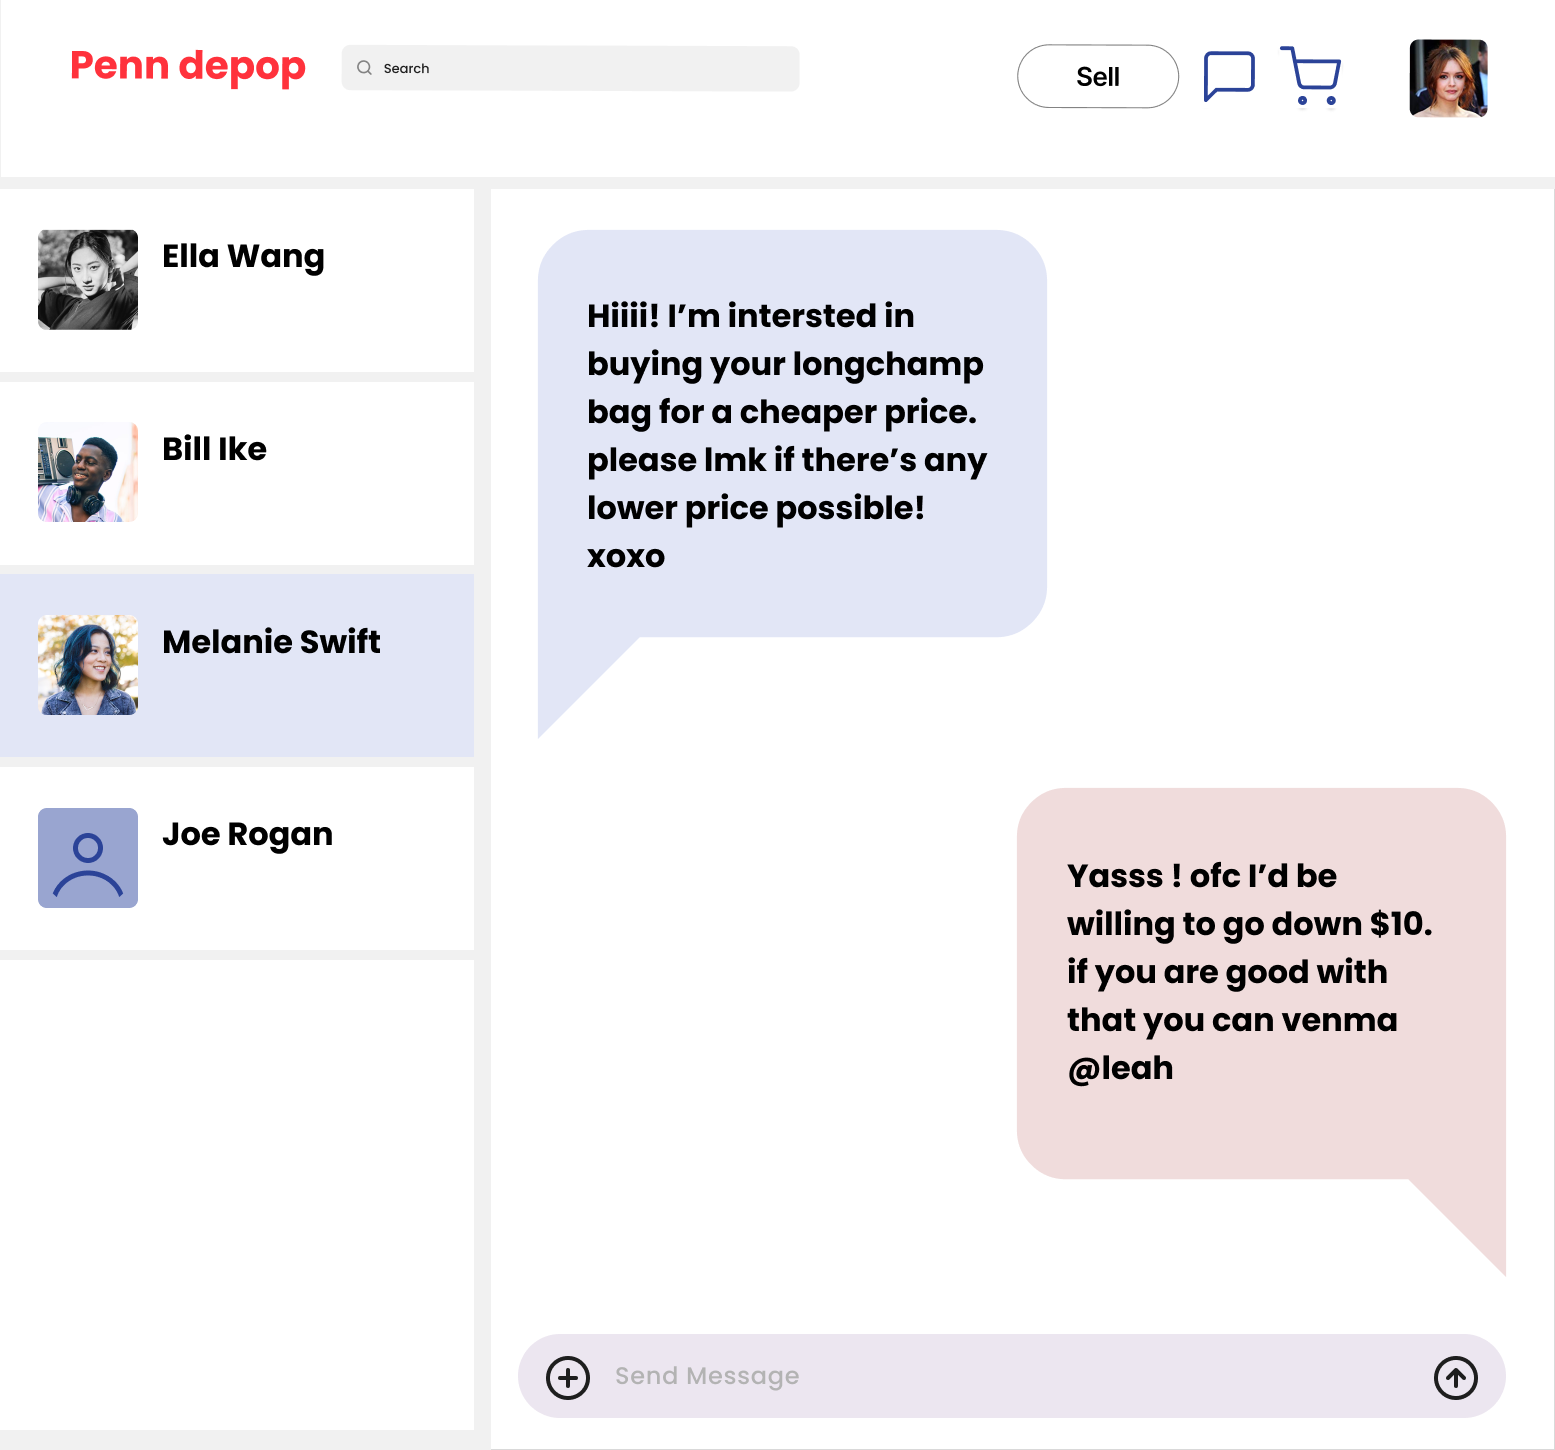 Penn depop
Search
Sell
Ella Wang
Bill Ike
Melanie Swift
Joe Rogan
Hiiii! I’m intersted in
buying your longchamp
bag for a cheaper price.
please lmk if there’s any
lower price possible!
xoxo
Yasss ! ofc I’d be
willing to go down $10.
if you are good with
that you can venma
@leah
Send Message